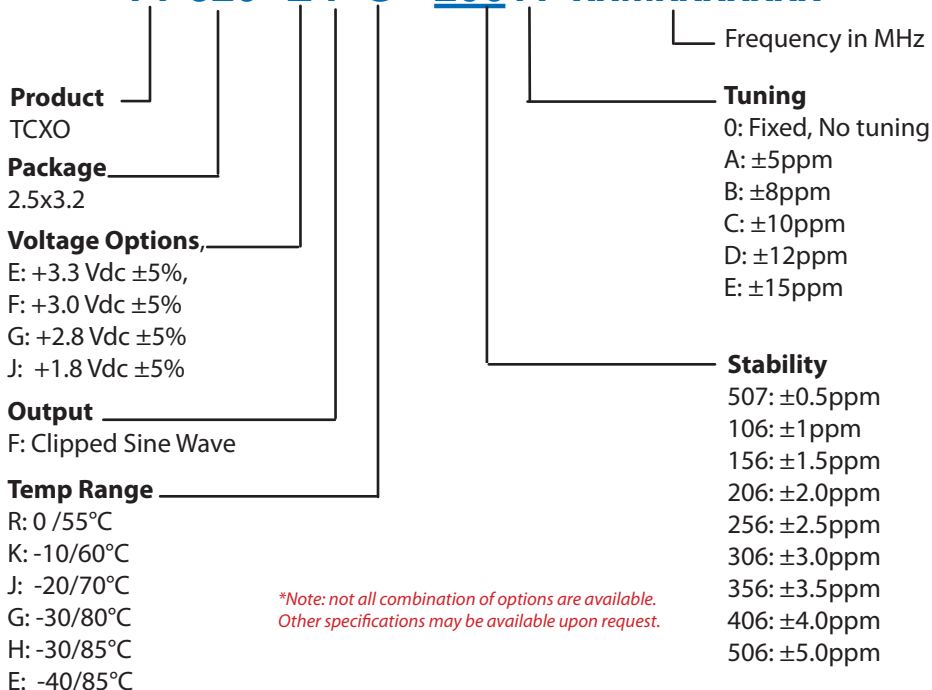 Frequency in MHz
Product
TCXO
Package
2.5x3.2
Voltage Options,
E: +3.3 Vdc ±5%,
F: +3.0 Vdc ±5%
G: +2.8 Vdc ±5%
J: +1.8 Vdc ±5%
Output
F: Clipped Sine Wave
Temp Range
R: 0 /55°C
K: -10/60°C
J: -20/70°C
G: -30/80°C
H: -30/85°C
E: -40/85°C
Tuning
0: Fixed, No tuning
A: ±5ppm
B: ±8ppm
C: ±10ppm
D: ±12ppm
E: ±15ppm
Stability
507: ±0.5ppm
106: ±1ppm
156: ±1.5ppm
206: ±2.0ppm
256: ±2.5ppm
306: ±3.0ppm
356: ±3.5ppm
406: ±4.0ppm
506: ±5.0ppm
*Note: not all combination of options are available.
Other specifications may be available upon request.